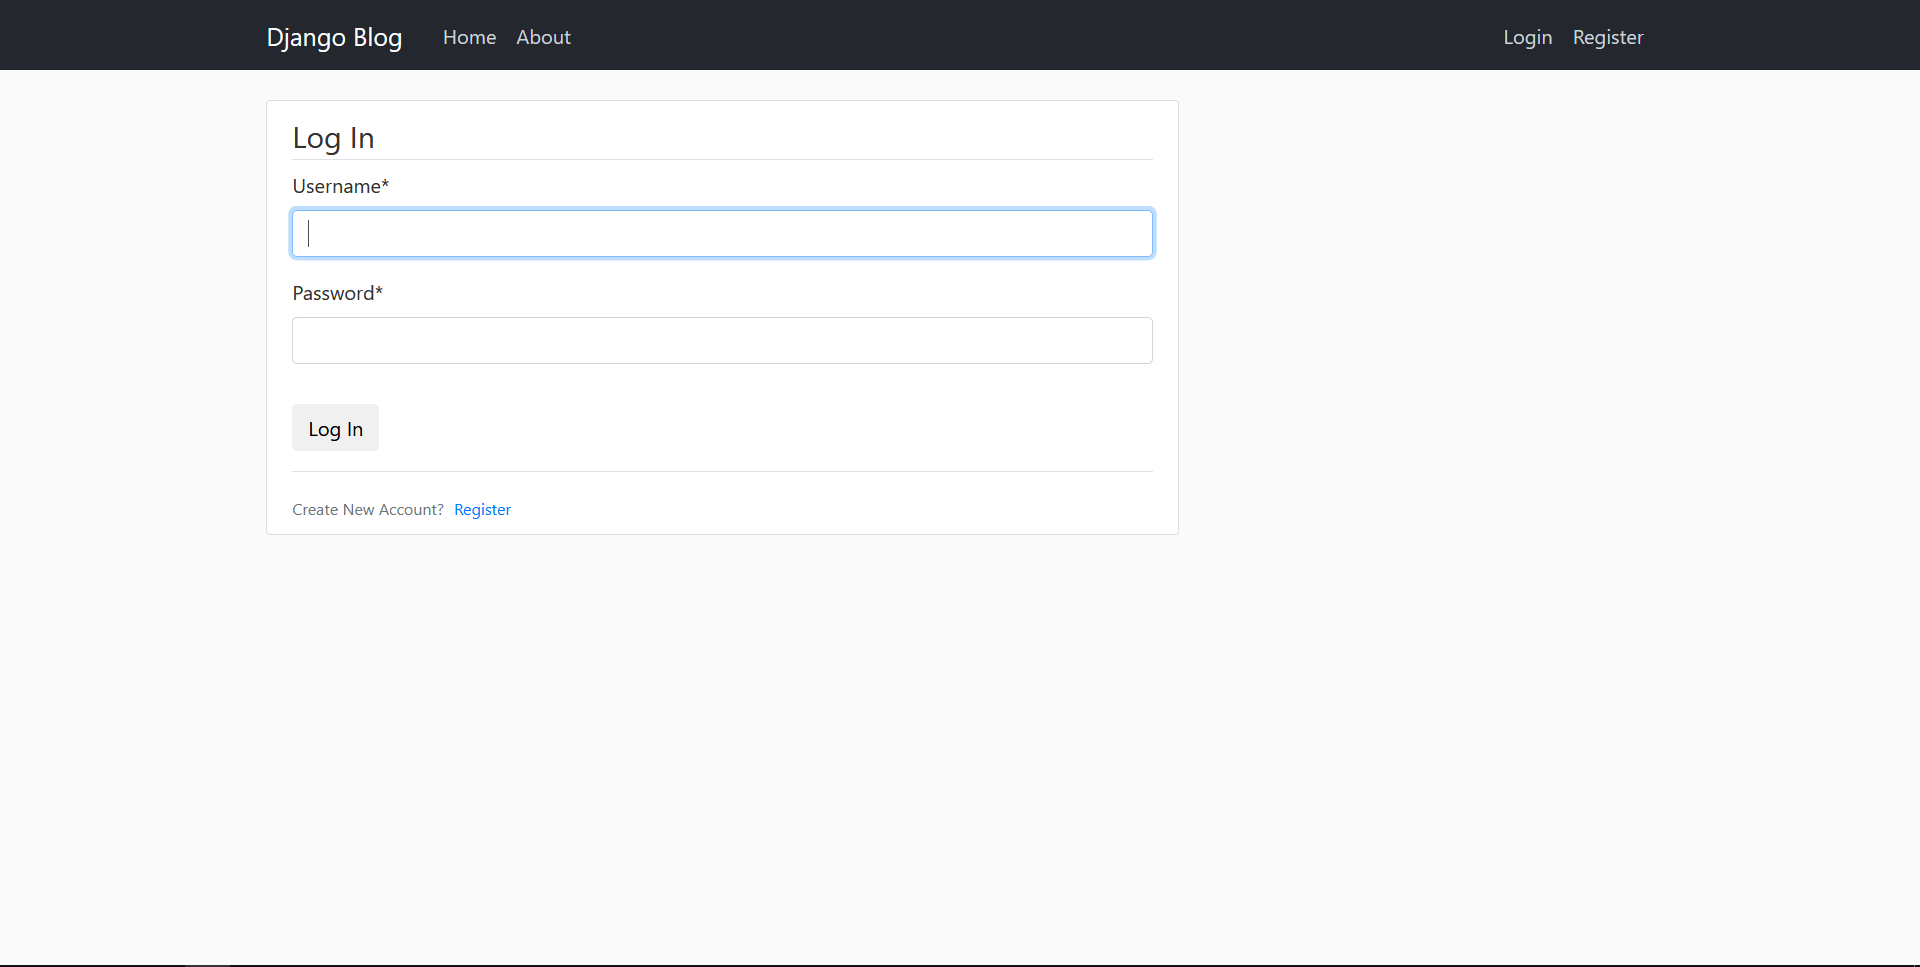 Django Blog Home About Login Register
Log In
Username*
Password*
Log In
Create New Account? Register